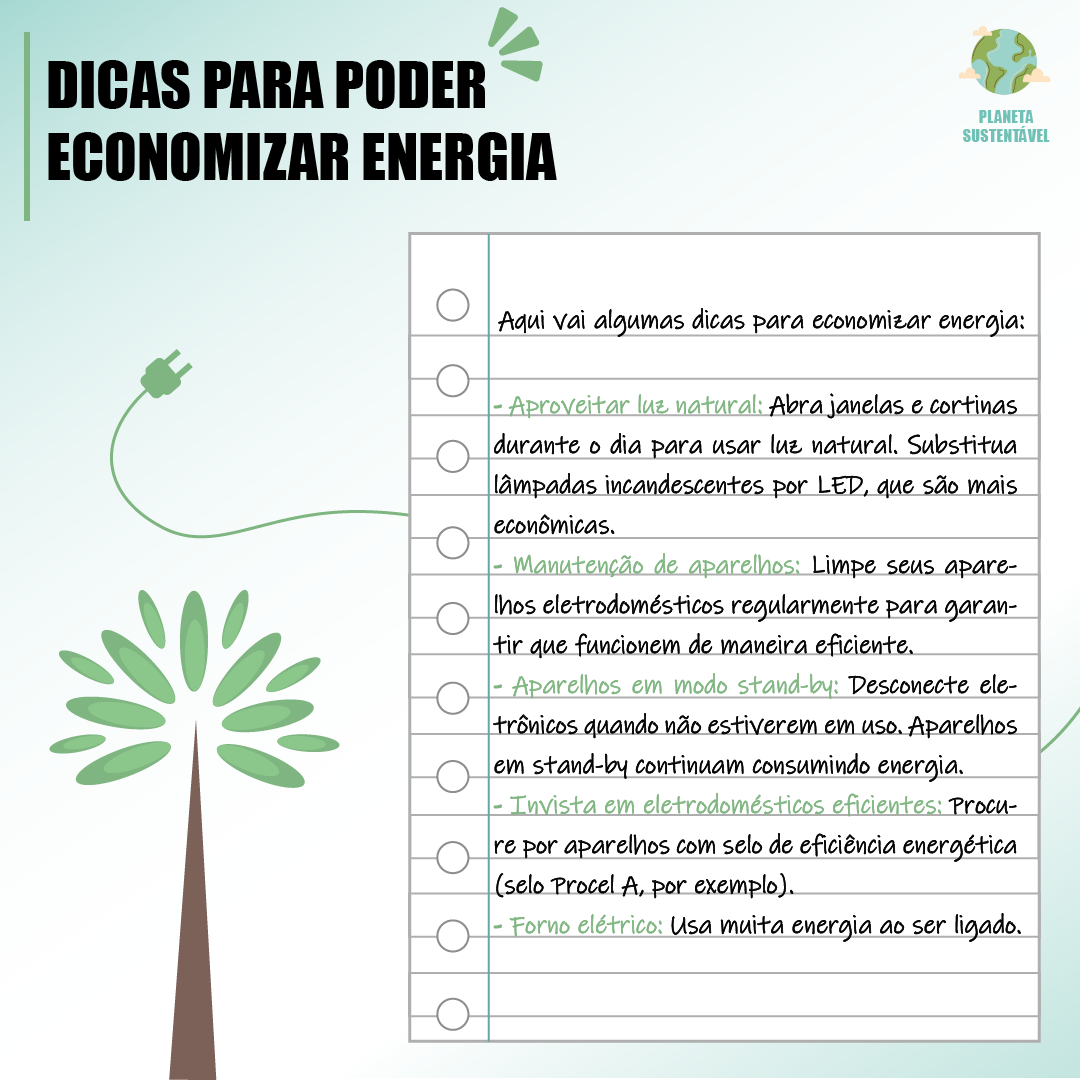 DICAS PARA PODER
ECONOMIZAR ENERGIA
PLANETA
SUSTENTÁVEL
Aqui vai algumas dicas para economizar energia:
- Aproveitar luz natural: Abra janelas e cortinas
durante o dia para usar luz natural. Substitua
lâmpadas incandescentes por LED, que são mais
econômicas.
- Manutenção de aparelhos: Limpe seus apare-
lhos eletrodomésticos regularmente para garan-
tir que funcionem de maneira eficiente.
- Aparelhos em modo stand-by: Desconecte ele-
trônicos quando não estiverem em uso. Aparelhos
em stand-by continuam consumindo energia.
- Invista em eletrodomésticos eficientes: Procu-
re por aparelhos com selo de eficiência energética
(selo Procel A, por exemplo).
- Forno elétrico: Usa muita energia ao ser ligado.